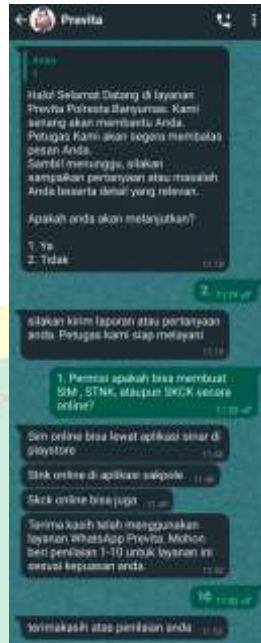 Previta
Anda
Halo! Selamat Datang di layanan
Previta Polresta Banyumas. Kami
senang akan membantu Anda.
Petugas Kami akan segera membalas
pesan Anda.
Sambil menunggu, silakan
sampaikan pertanyaan atau masalah
Anda beserta detail yang relevan.
Apakah anda akan melanjutkan?
1. Ya
2. Tidak
2
silakan kirim laporan atau pertanyaan
anda. Petugas kami siap melayani
1. Permisi apakah bisa membuat
SIM , STNK, ataupun SKCK secara
online?
Sim online bisa lewat aplikasi sinar di
playstore
Stnk online di aplikasi sakpole
Skck online bisa juga
Terima kasih telah menggunakan
layanan WhatsApp Previta. Mohon
beri penilaian 1-10 untuk layanan ini
sesuai kepuasan anda.
10
terimakasih atas penilaian anda